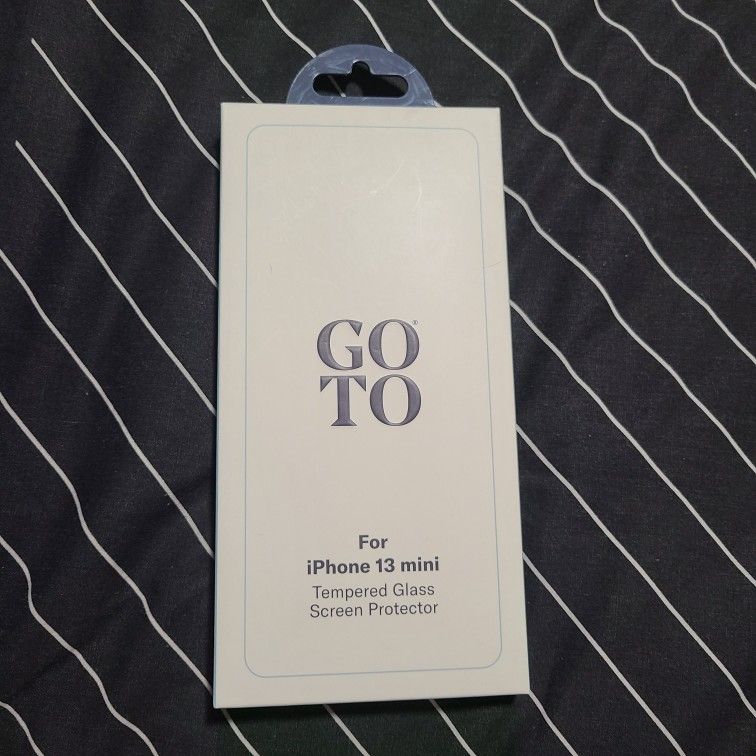 GO®
TO
For
iPhone 13 mini
Tempered Glass
Screen Protector